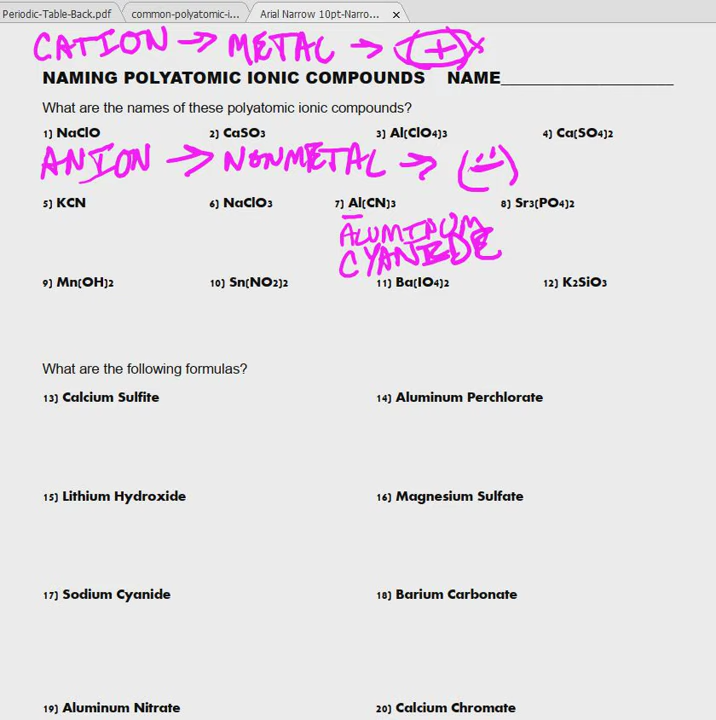 Periodic-Table-Back.pdf common-polyatomic-i... Arial Narrow 10pt-Narro... ×
CATION → METAL → (+)
NAMING POLYATOMIC IONIC COMPOUNDS NAME____________________
What are the names of these polyatomic ionic compounds?
1) NaClO 2) CaSO3 3) Al(ClO4)3 4) Ca(SO4)2
ANION → NONMETAL → (-)
5) KCN 6) NaClO3 7) Al(CN)3 8) Sr3(PO4)2
ALUMINUM
CYANIDE
9) Mn(OH)2 10) Sn(NO2)2 11) Ba(IO4)2 12) K2SiO3
What are the following formulas?
13) Calcium Sulfite 14) Aluminum Perchlorate
15) Lithium Hydroxide 16) Magnesium Sulfate
17) Sodium Cyanide 18) Barium Carbonate
19) Aluminum Nitrate 20) Calcium Chromate